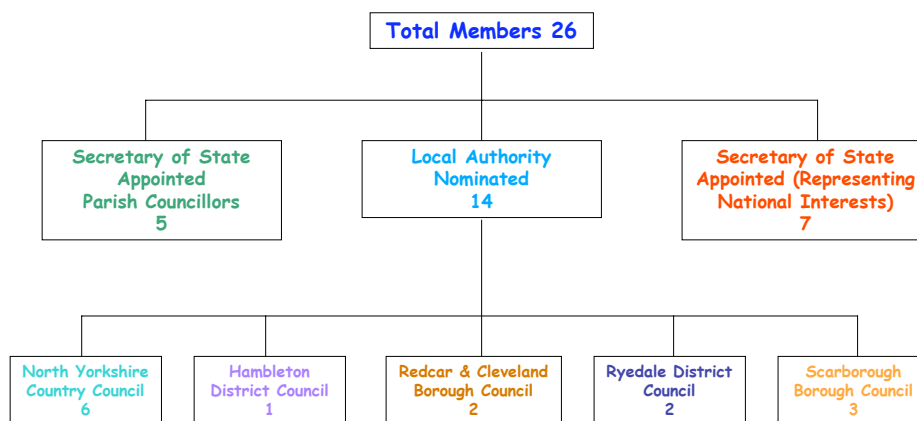 Total Members 26
Secretary of State
Appointed
Parish Councillors
5
Local Authority
Nominated
14
Secretary of State
Appointed (Representing
National Interests)
7
North Yorkshire
Country Council
6
Hambleton
District Council
1
Redcar & Cleveland
Borough Council
2
Ryedale District
Council
2
Scarborough
Borough Council
3